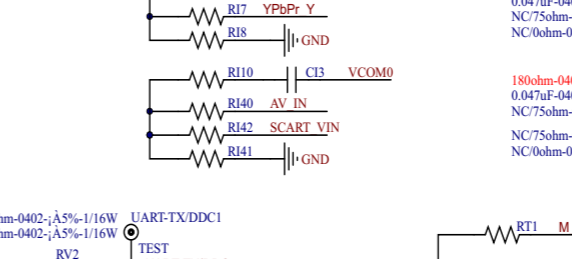 0.047uF-04
RI7 YPbPr_Y NC/75ohm-
RI8 NC/0ohm-0
GND
RI10 CI3 VCOM0 180ohm-04
0.047uF-04
RI40 AV_IN NC/75ohm-
RI42 SCART_VIN NC/75ohm-
RI41 GND NC/0ohm-0
hm-0402-¡À5%-1/16W UART-TX/DDC1
hm-0402-¡À5%-1/16W
RT1 M
RV2 TEST